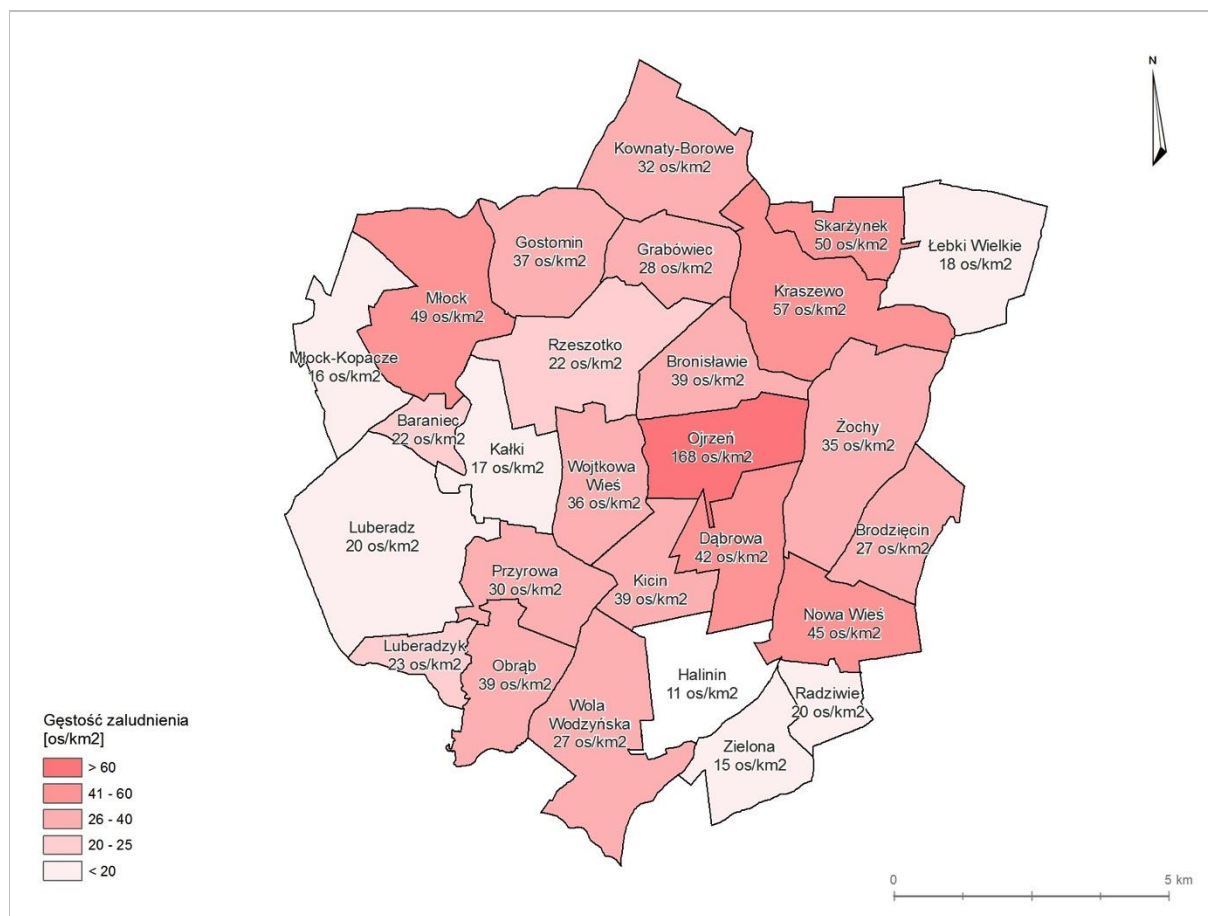 N
Kownaty-Borowe
32 os/km2
Skarżynek
50 os/km2
Łebki Wielkie
18 os/km2
Gostomin
37 os/km2
Grabówiec
28 os/km2
Kraszewo
57 os/km2
Młock
49 os/km2
Młock-Kopacze
16 os/km2
Rzeszotko
22 os/km2
Bronisławie
39 os/km2
Baraniec
22 os/km2
Kałki
17 os/km2
Wojtkowa
Wieś
36 os/km2
Ojrzeń
168 os/km2
Żochy
35 os/km2
Luberadz
20 os/km2
Dąbrowa
42 os/km2
Brodzięcin
27 os/km2
Przyrowa
30 os/km2
Kicin
39 os/km2
Nowa Wieś
45 os/km2
Luberadzyk
23 os/km2
Obrąb
39 os/km2
Halinin
11 os/km2
Radziwie
20 os/km2
Wola
Wodzyńska
27 os/km2
Zielona
15 os/km2
Gęstość zaludnienia
[os/km2]
> 60
41 - 60
26 - 40
20 - 25
< 20
0 5 km